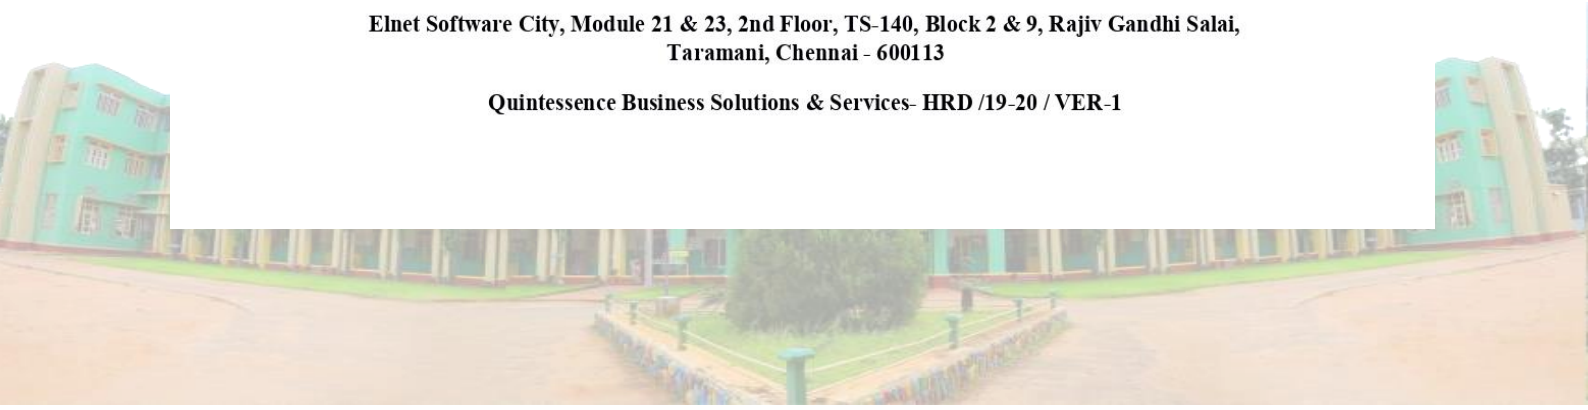 Elnet Software City, Module 21 & 23, 2nd Floor, TS-140, Block 2 & 9, Rajiv Gandhi Salai,
Taramani, Chennai - 600113
Quintessence Business Solutions & Services- HRD /19-20 / VER-1